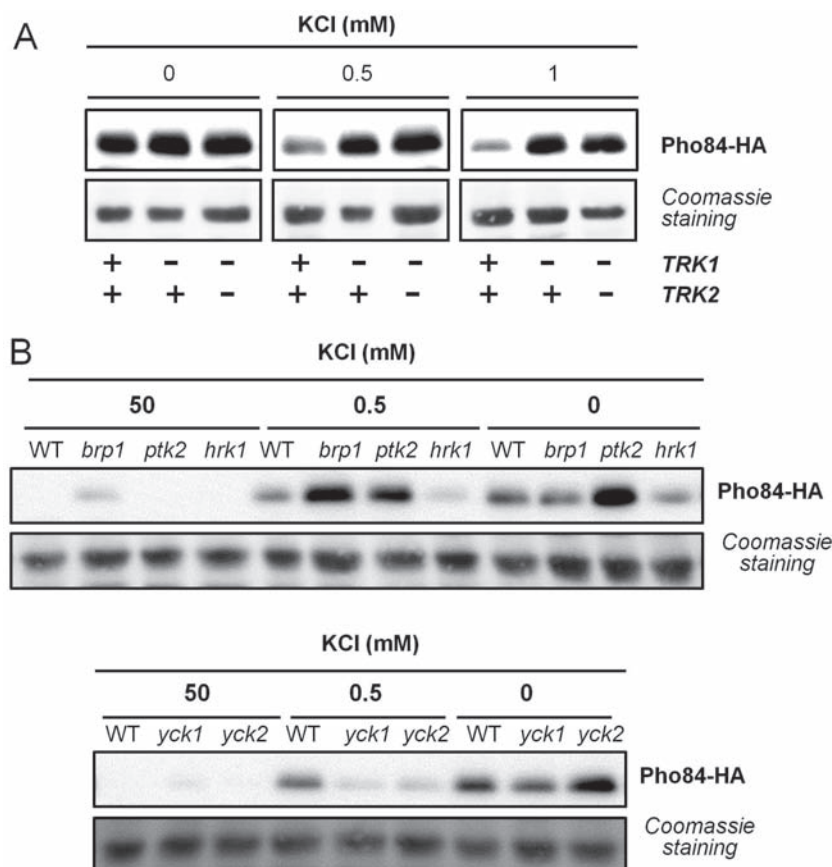 A
KCl (mM)
0 0.5 1
Pho84-HA
Coomassie
staining
+ - - + - - + - - TRK1
+ + - + + - + + - TRK2
B
KCl (mM)
50 0.5 0
WT brp1 ptk2 hrk1 WT brp1 ptk2 hrk1 WT brp1 ptk2 hrk1
Pho84-HA
Coomassie
staining
KCl (mM)
50 0.5 0
WT yck1 yck2 WT yck1 yck2 WT yck1 yck2
Pho84-HA
Coomassie
staining